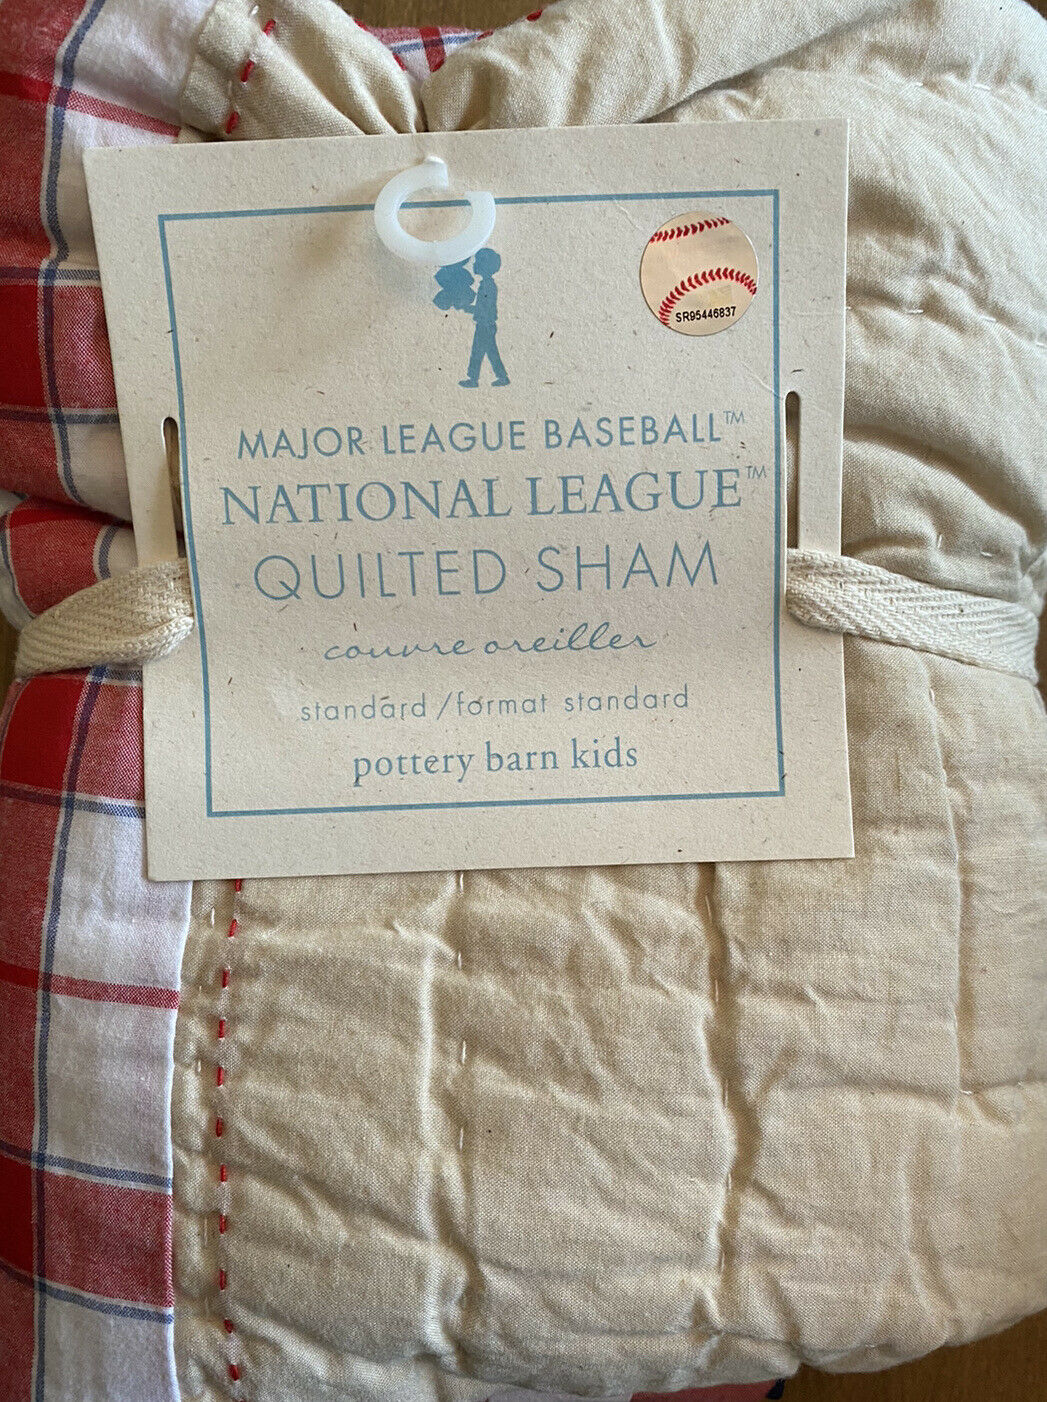 SR95446837
MAJOR LEAGUE BASEBALL™
NATIONAL LEAGUE™
QUILTED SHAM
couvre oreiller
standard/format standard
pottery barn kids